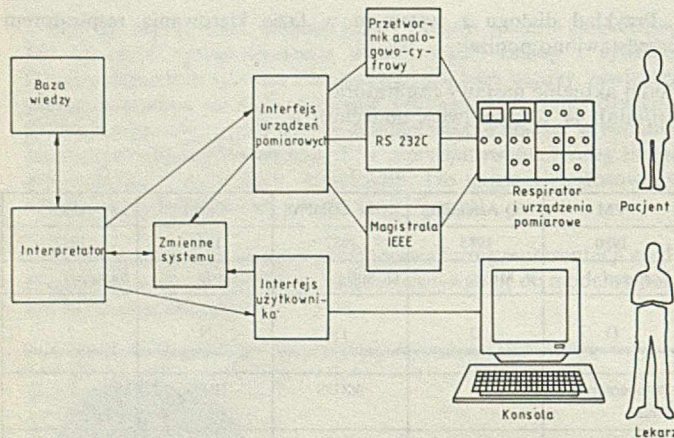 Przetwor-
nik analo-
gowo-cy-
frowy
Baza
wiedzy
Interfejs
urządzeń
pomiarowych
RS 232C
Respirator
i urządzenia
pomiarowe
Pacjent
Magistrala
IEEE
Interpretator
Zmienne
systemu
Interfejs
użytkowni-
ka
Konsola
Lekarz